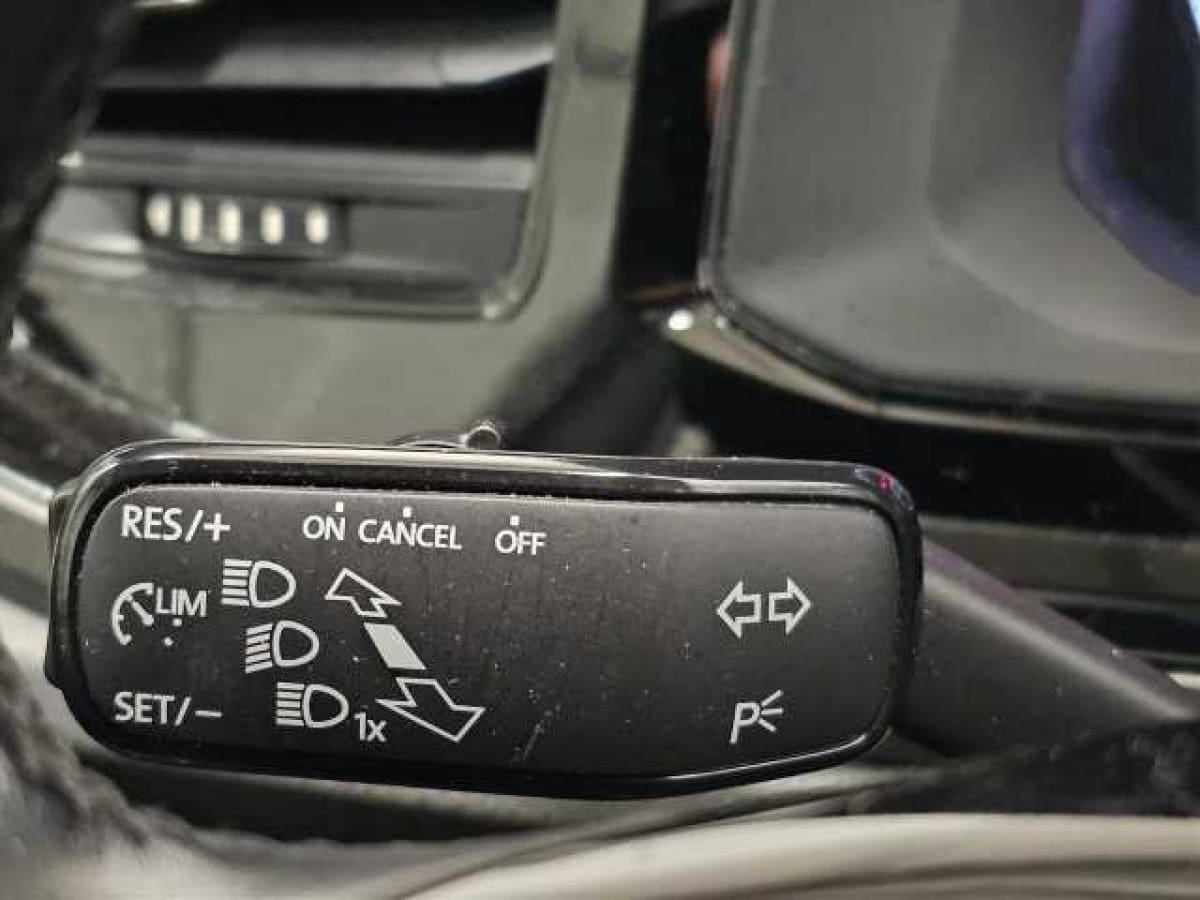 RES/+ ON CANCEL OFF
LIM
SET/– 1x P